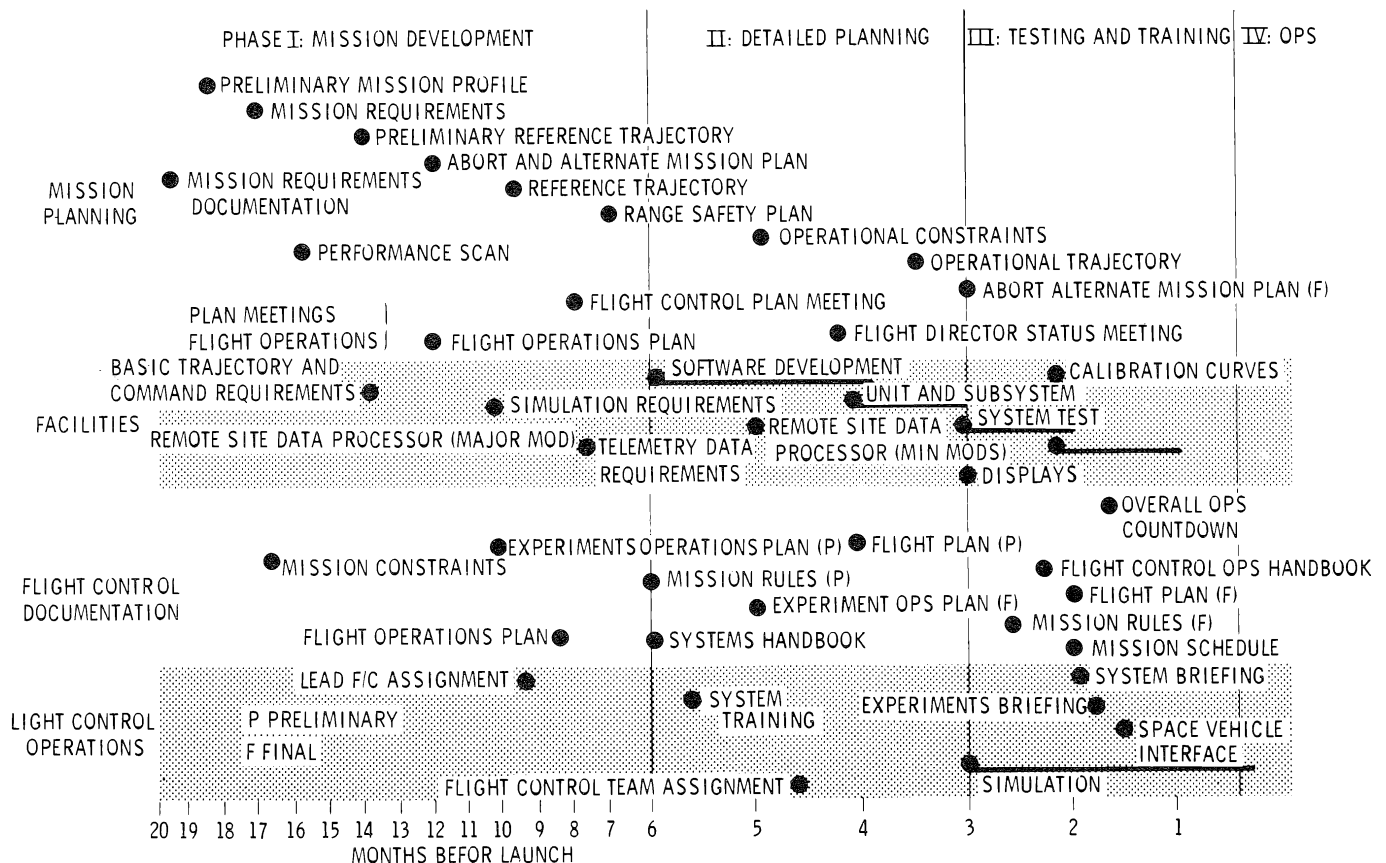 PHASE I: MISSION DEVELOPMENT
II: DETAILED PLANNING
III: TESTING AND TRAINING
IV: OPS
PRELIMINARY MISSION PROFILE
MISSION REQUIREMENTS
PRELIMINARY REFERENCE TRAJECTORY
ABORT AND ALTERNATE MISSION PLAN
MISSION
PLANNING
MISSION REQUIREMENTS
DOCUMENTATION
REFERENCE TRAJECTORY
RANGE SAFETY PLAN
OPERATIONAL CONSTRAINTS
PERFORMANCE SCAN
OPERATIONAL TRAJECTORY
ABORT ALTERNATE MISSION PLAN (F)
FLIGHT CONTROL PLAN MEETING
PLAN MEETINGS
FLIGHT OPERATIONS
FLIGHT OPERATIONS PLAN
FLIGHT DIRECTOR STATUS MEETING
FACILITIES
BASIC TRAJECTORY AND
COMMAND REQUIREMENTS
SOFTWARE DEVELOPMENT
CALIBRATION CURVES
UNIT AND SUBSYSTEM
SIMULATION REQUIREMENTS
SYSTEM TEST
REMOTE SITE DATA PROCESSOR (MAJOR MOD)
TELEMETRY DATA
REQUIREMENTS
REMOTE SITE DATA
PROCESSOR (MIN MODS)
DISPLAYS
OVERALL OPS
COUNTDOWN
FLIGHT CONTROL
DOCUMENTATION
MISSION CONSTRAINTS
EXPERIMENTS OPERATIONS PLAN (P)
FLIGHT PLAN (P)
FLIGHT CONTROL OPS HANDBOOK
MISSION RULES (P)
FLIGHT PLAN (F)
EXPERIMENT OPS PLAN (F)
MISSION RULES (F)
FLIGHT OPERATIONS PLAN
SYSTEMS HANDBOOK
MISSION SCHEDULE
LIGHT CONTROL
OPERATIONS
LEAD F/C ASSIGNMENT
SYSTEM BRIEFING
SYSTEM
TRAINING
EXPERIMENTS BRIEFING
P PRELIMINARY
F FINAL
SPACE VEHICLE
INTERFACE
FLIGHT CONTROL TEAM ASSIGNMENT
SIMULATION
20 19 18 17 16 15 14 13 12 11 10 9 8 7 6 5 4 3 2 1
MONTHS BEFOR LAUNCH